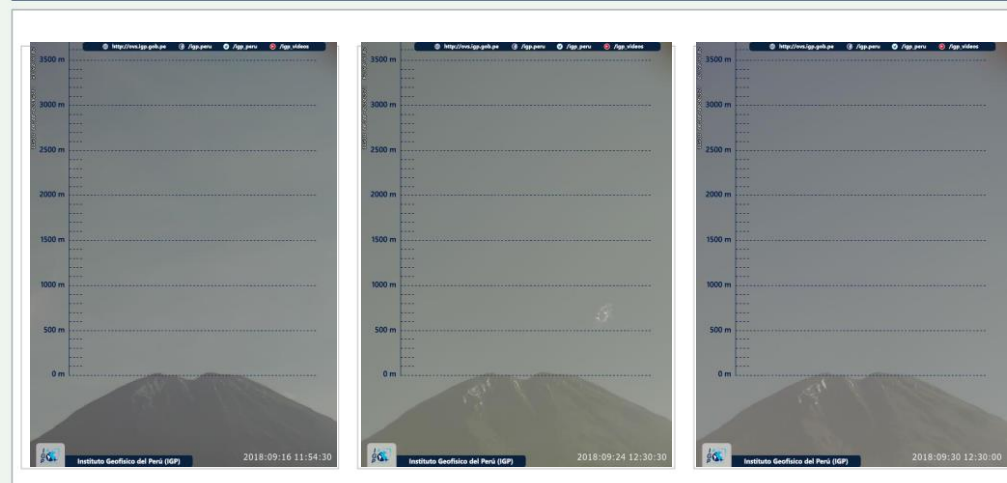 http://ovs.igp.gob.pe /igp.peru /igp_peru /igp_videos
3500 m
3000 m
2500 m
2000 m
1500 m
1000 m
500 m
0 m
Instituto Geofísico del Perú (IGP)
2018:09:16 11:54:30
http://ovs.igp.gob.pe /igp.peru /igp_peru /igp_videos
3500 m
3000 m
2500 m
2000 m
1500 m
1000 m
500 m
0 m
Instituto Geofísico del Perú (IGP)
2018:09:24 12:30:30
http://ovs.igp.gob.pe /igp.peru /igp_peru /igp_videos
3500 m
3000 m
2500 m
2000 m
1500 m
1000 m
500 m
0 m
Instituto Geofísico del Perú (IGP)
2018:09:30 12:30:00